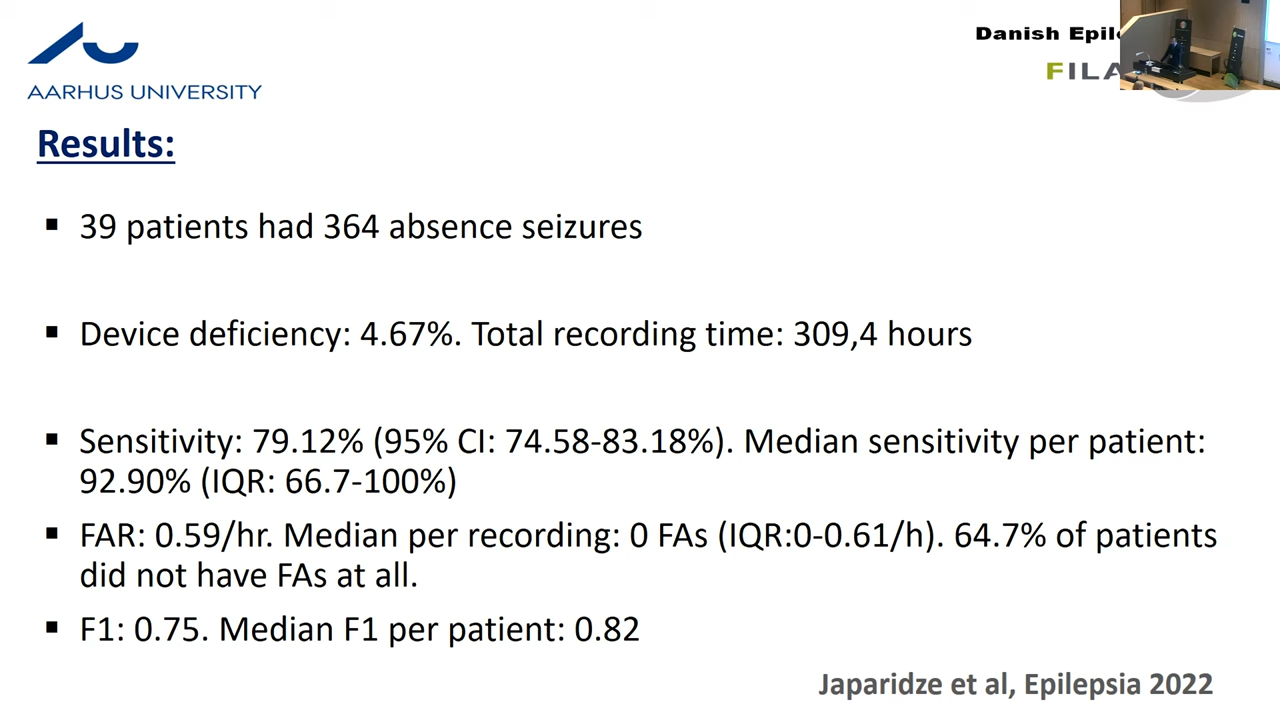 AARHUS UNIVERSITY
Danish
FILA
Results:
▪ 39 patients had 364 absence seizures
▪ Device deficiency: 4.67%. Total recording time: 309,4 hours
▪ Sensitivity: 79.12% (95% CI: 74.58-83.18%). Median sensitivity per patient:
92.90% (IQR: 66.7-100%)
▪ FAR: 0.59/hr. Median per recording: 0 FAs (IQR:0-0.61/h). 64.7% of patients
did not have FAs at all.
▪ F1: 0.75. Median F1 per patient: 0.82
Japaridze et al, Epilepsia 2022